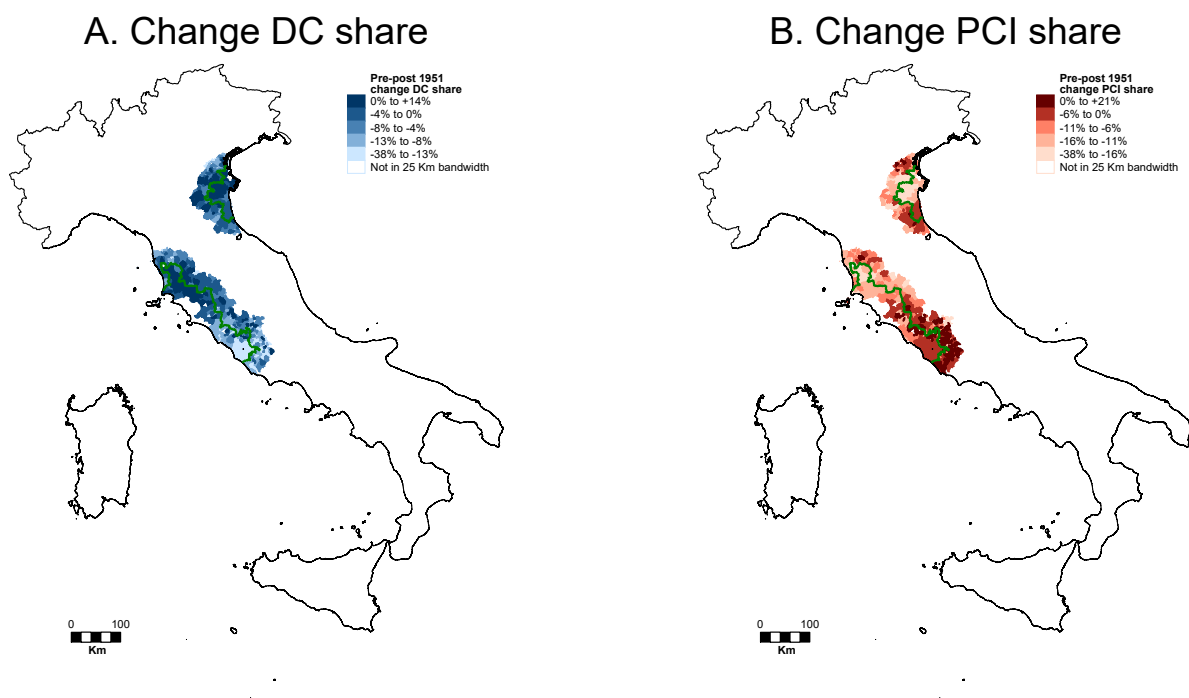 A. Change DC share
Pre-post 1951
change DC share
0% to +14%
-4% to 0%
-8% to -4%
-13% to -8%
-38% to -13%
Not in 25 Km bandwidth
0 100
Km
B. Change PCI share
Pre-post 1951
change PCI share
0% to +21%
-6% to 0%
-11% to -6%
-16% to -11%
-38% to -16%
Not in 25 Km bandwidth
0 100
Km